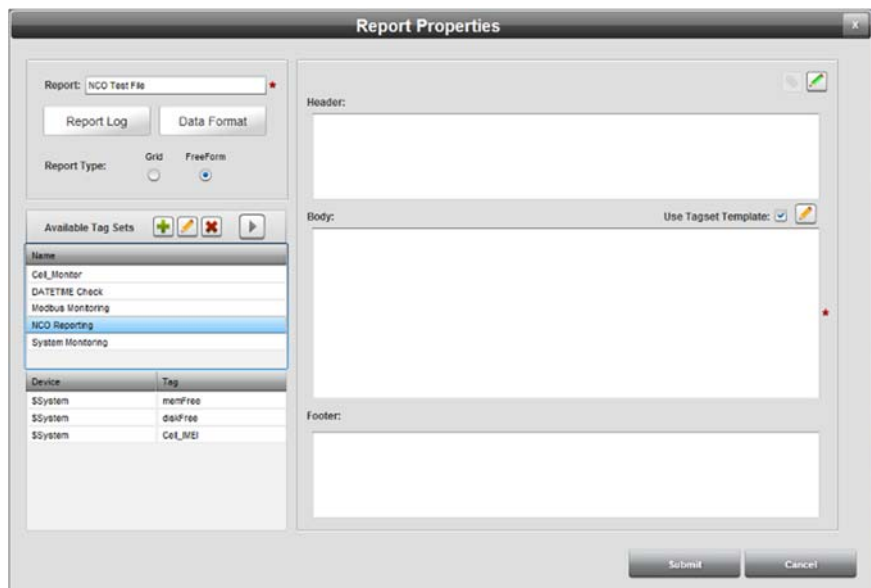 Report Properties
x
Report: NCO Test File *
Report Log Data Format
Report Type: Grid FreeForm
Available Tag Sets
Name
Cell_Monitor
DATETIME Check
Modbus Monitoring
NCO Reporting
System Monitoring
Device Tag
$System memFree
$System diskFree
$System Cell_IMEI
Header:
Body: Use Tagset Template:
*
Footer:
Submit Cancel